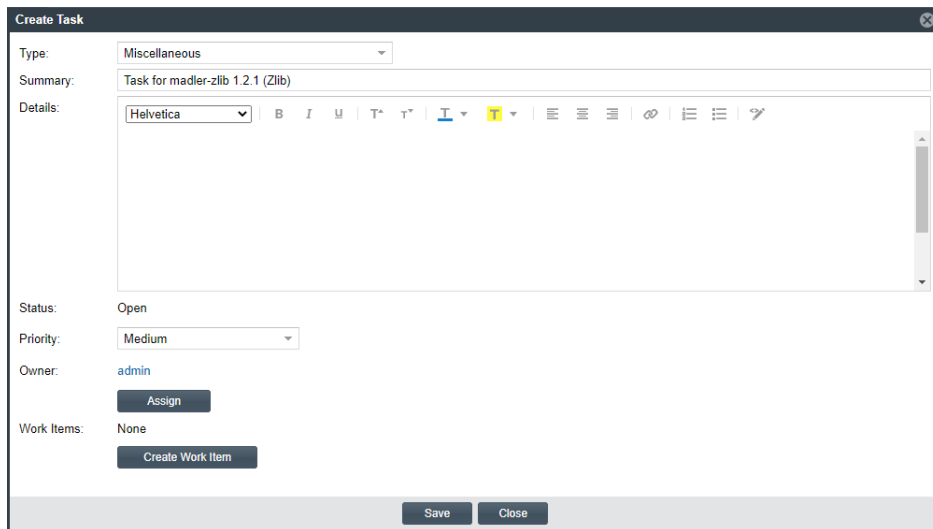 Create Task
Type: Miscellaneous
Summary: Task for madler-zlib 1.2.1 (Zlib)
Details:
Helvetica B I U T T T T
Status: Open
Priority: Medium
Owner: admin
Assign
Work Items: None
Create Work Item
Save Close